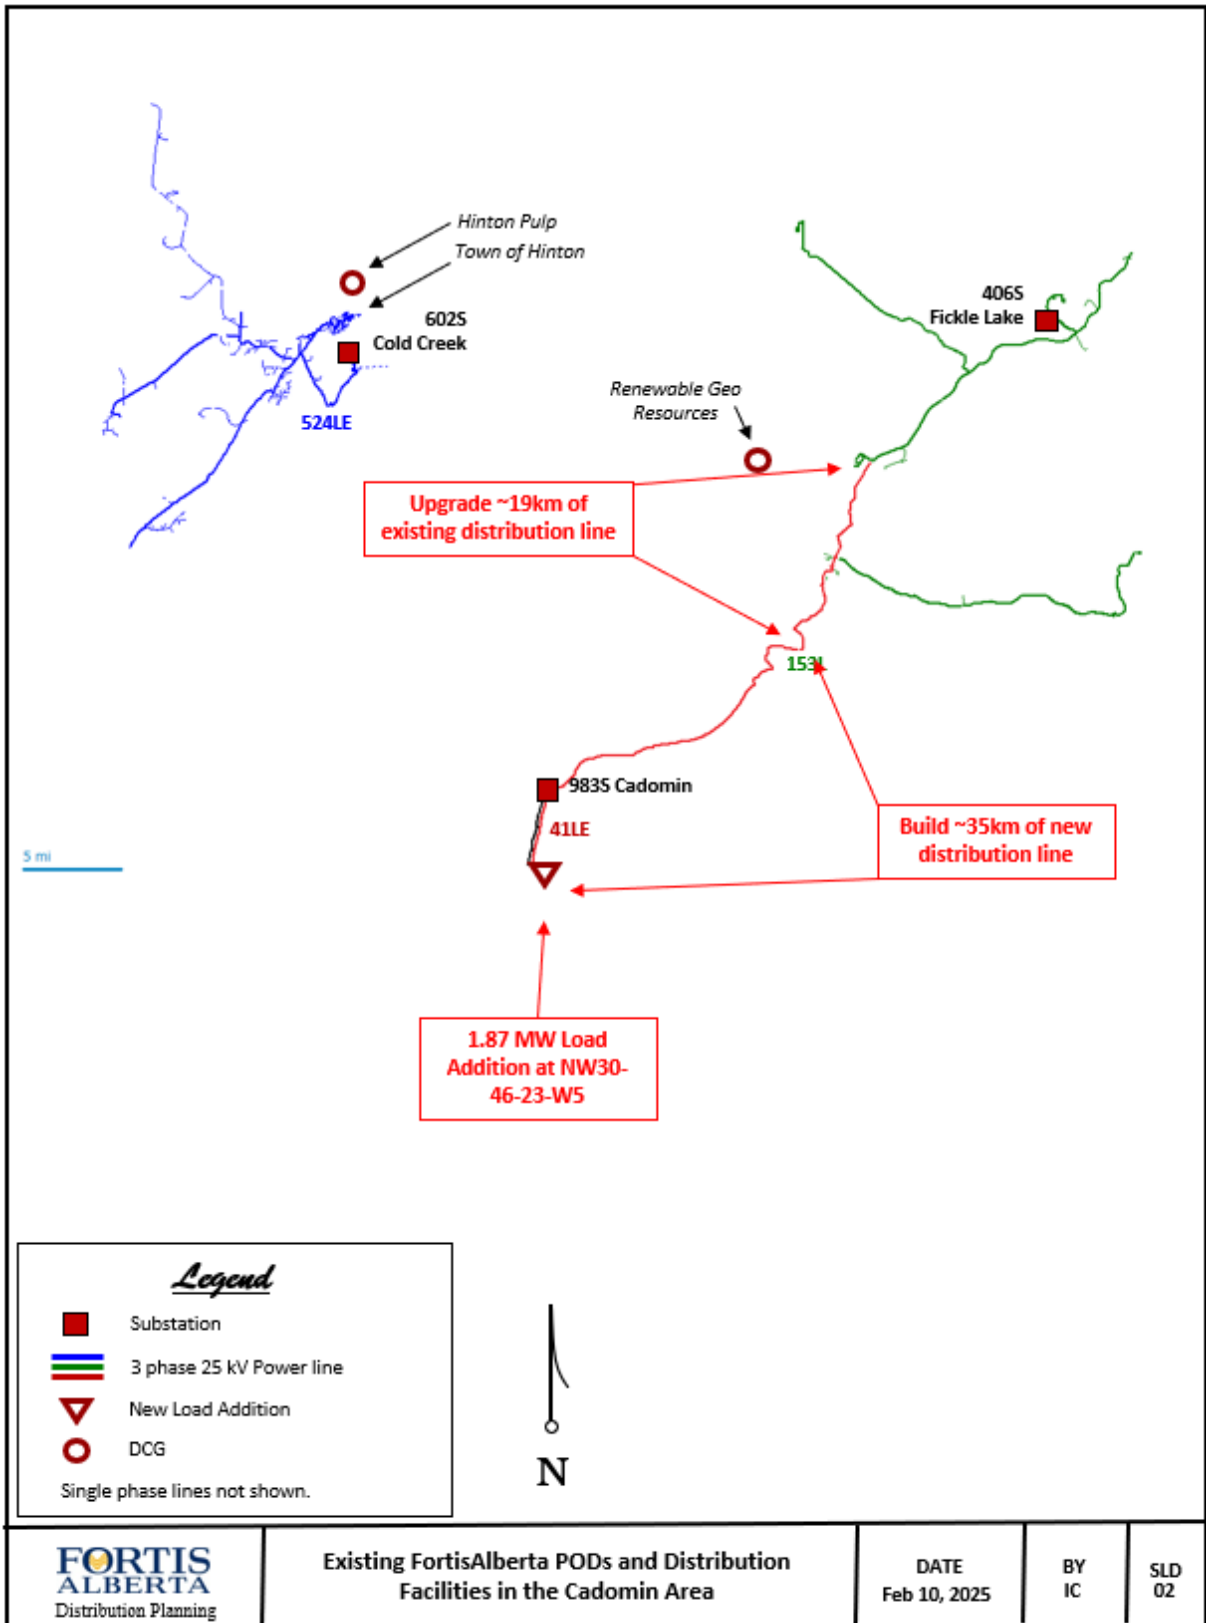 Hinton Pulp
Town of Hinton
602S
Cold Creek
524LE
406S
Fickle Lake
Renewable Geo
Resources
Upgrade ~19km of
existing distribution line
153L
983S Cadomin
41LE
Build ~35km of new
distribution line
5 mi
1.87 MW Load
Addition at NW30-
46-23-W5
Legend
Substation
3 phase 25 kV Power line
New Load Addition
DCG
Single phase lines not shown.
N
FORTIS
ALBERTA
Distribution Planning
Existing FortisAlberta PODs and Distribution
Facilities in the Cadomin Area
DATE
Feb 10, 2025
BY
IC
SLD
02